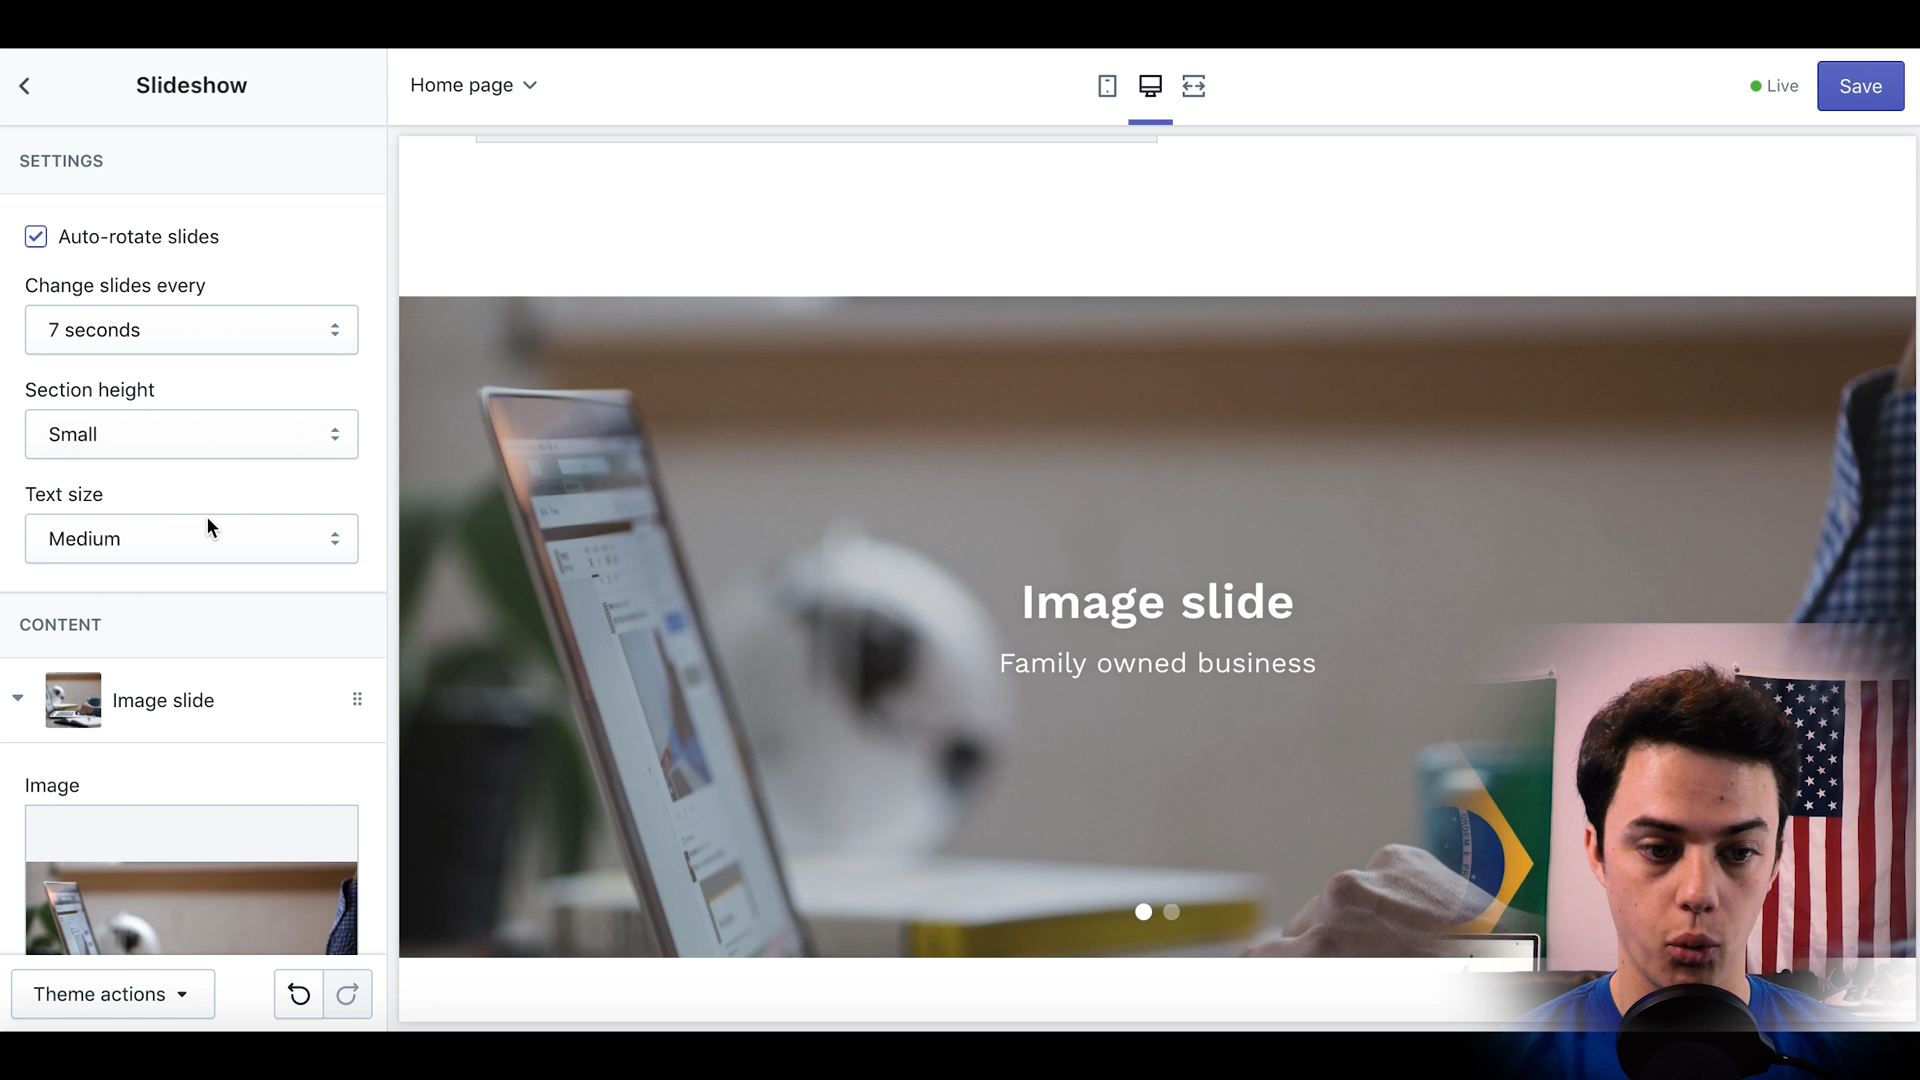 Slideshow
Home page
Live
Save
SETTINGS
Auto-rotate slides
Change slides every
7 seconds
Section height
Small
Text size
Medium
CONTENT
Image slide
Image
Theme actions
Image slide
Family owned business